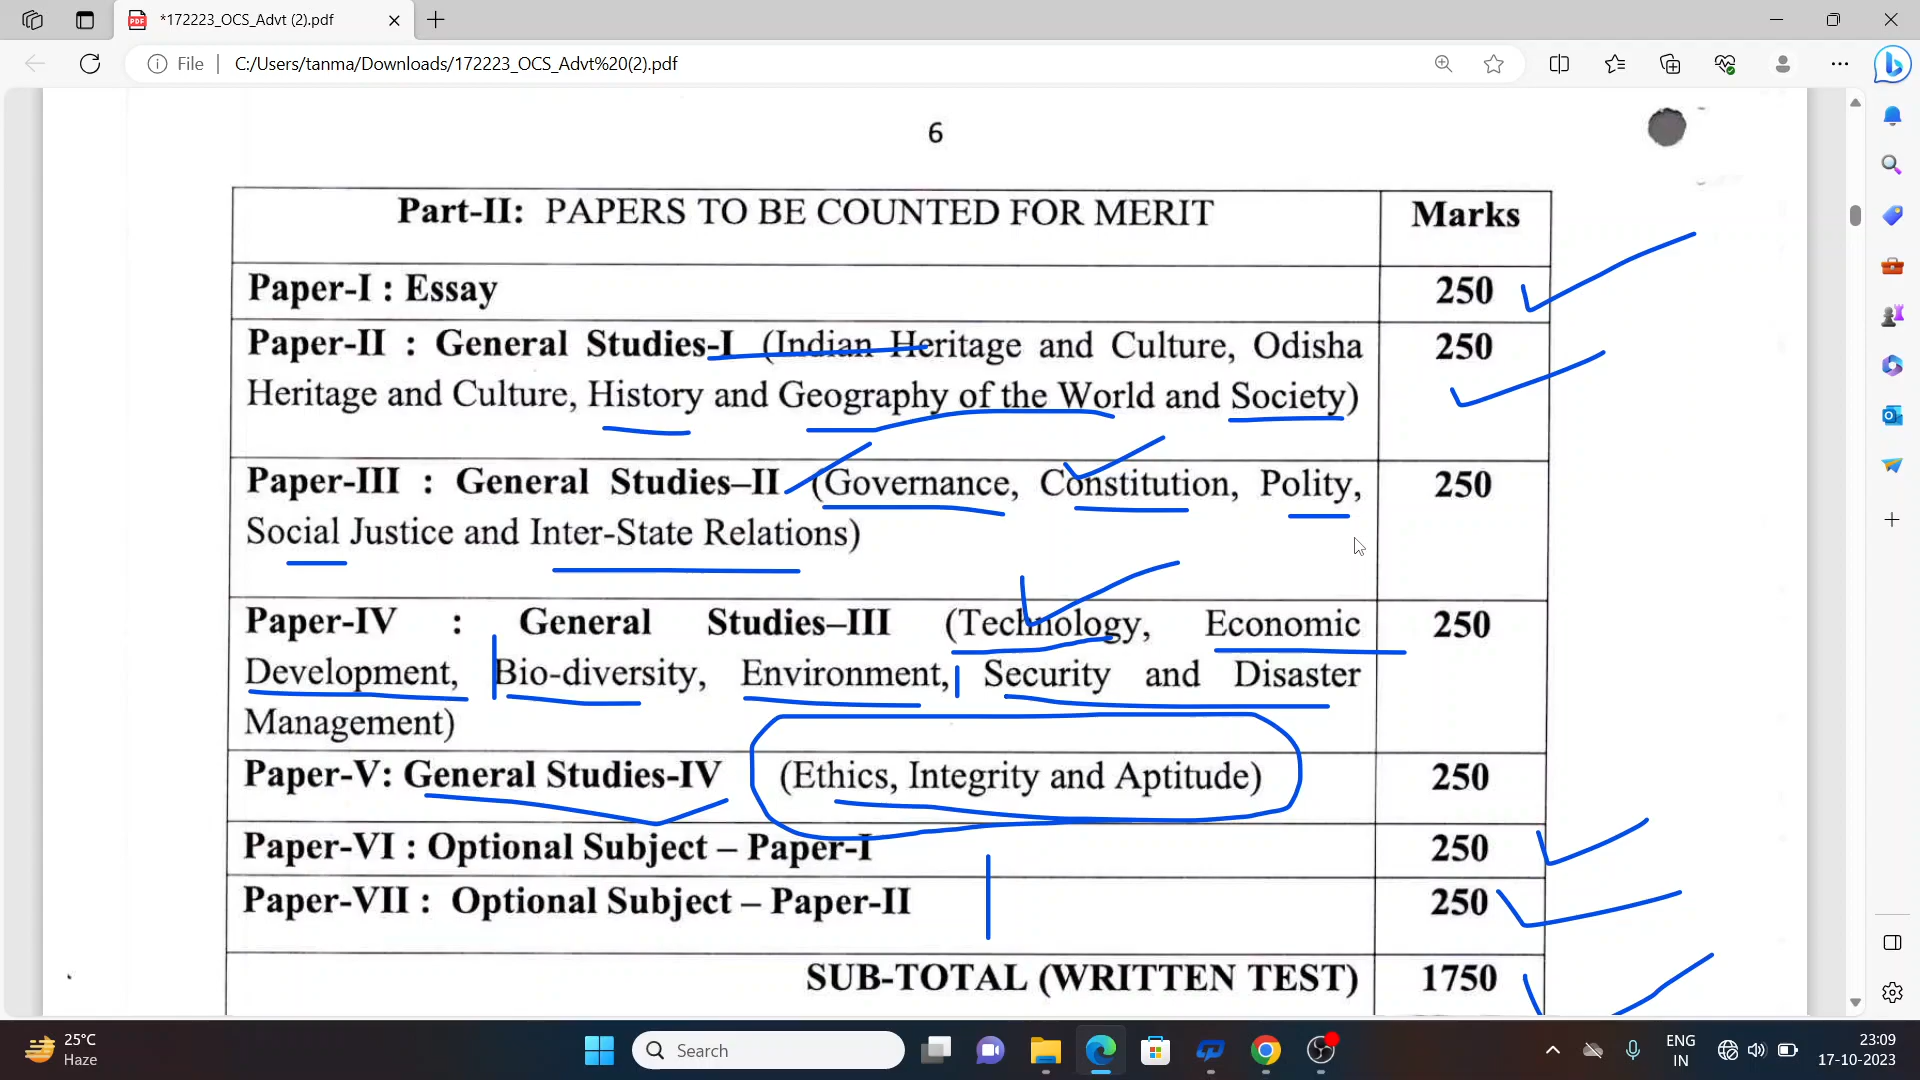 *172223_OCS_Advt (2).pdf
File
C:/Users/tanma/Downloads/172223_OCS_Advt%20(2).pdf
6
Part-II: PAPERS TO BE COUNTED FOR MERIT
Marks
Paper-I : Essay
250
Paper-II : General Studies-I (Indian Heritage and Culture, Odisha
Heritage and Culture, History and Geography of the World and Society)
250
Paper-III : General Studies–II (Governance, Constitution, Polity,
Social Justice and Inter-State Relations)
250
Paper-IV : General Studies–III (Technology, Economic
Development, Bio-diversity, Environment, Security and Disaster
Management)
250
Paper-V: General Studies-IV (Ethics, Integrity and Aptitude)
250
Paper-VI : Optional Subject – Paper-I
250
Paper-VII : Optional Subject – Paper-II
250
SUB-TOTAL (WRITTEN TEST)
1750
25°C
Haze
Search
ENG
IN
23:09
17-10-2023